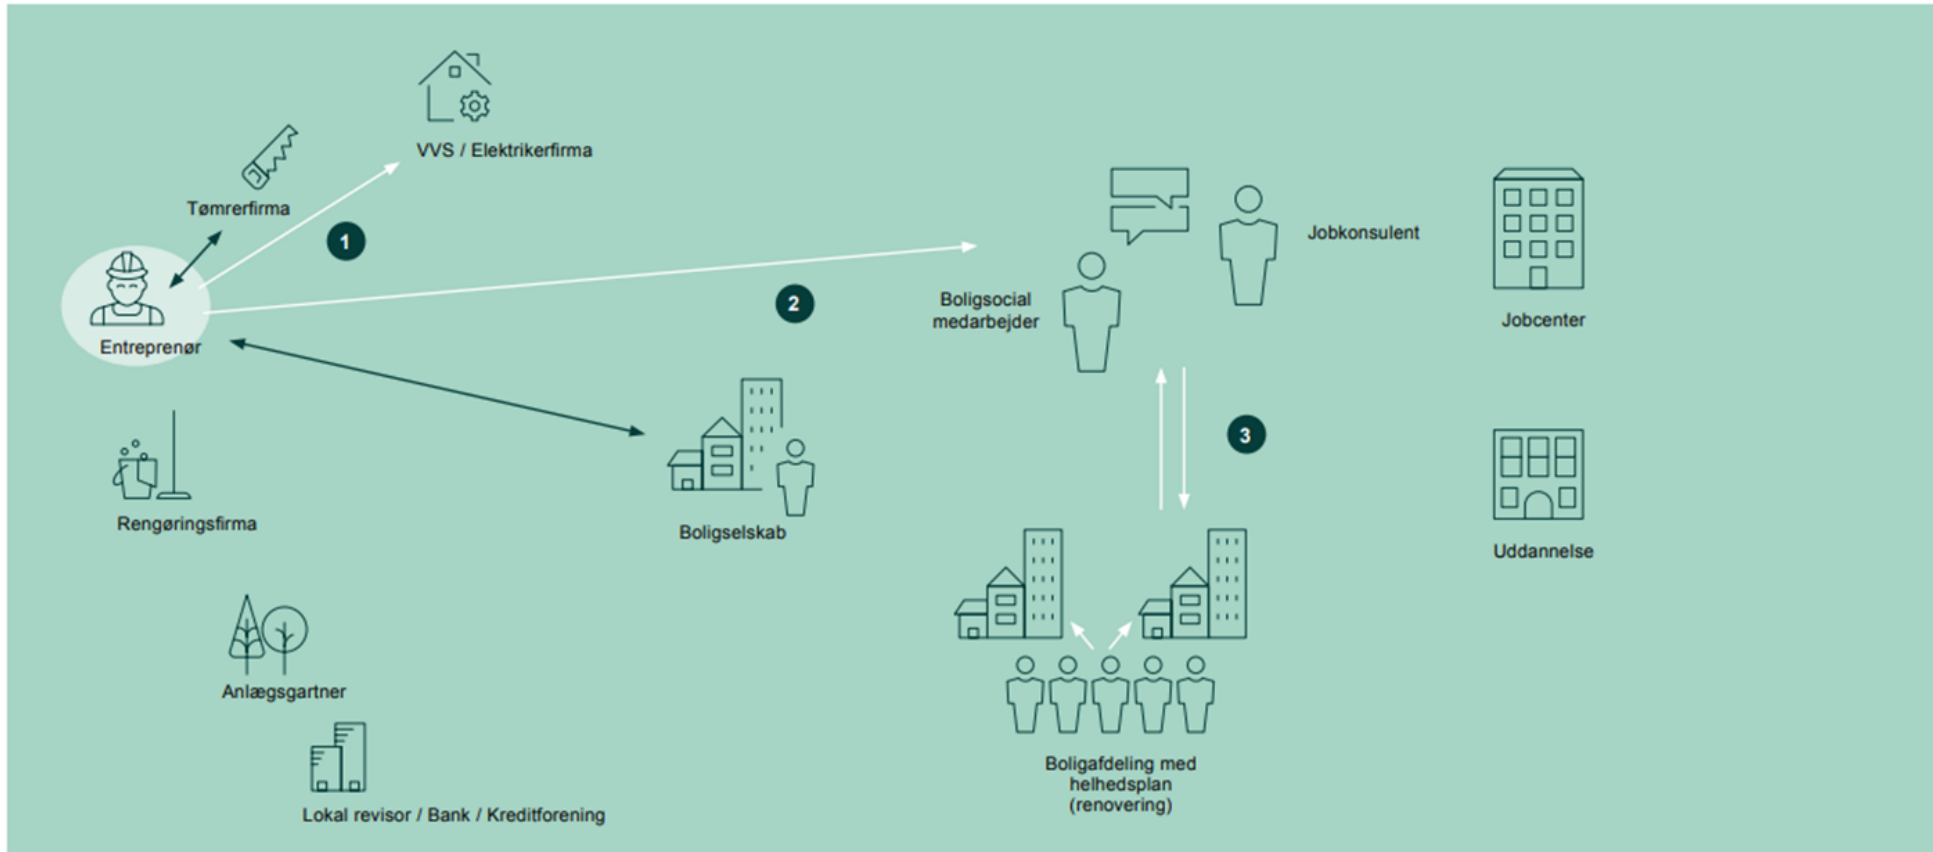 VVS / Elektrikerfirma
Tømrerfirma
1
Entreprenør
2
Boligsocial
medarbejder
Jobkonsulent
Jobcenter
Rengøringsfirma
Boligselskab
3
Uddannelse
Anlægsgartner
Lokal revisor / Bank / Kreditforening
Boligafdeling med
helhedsplan
(renovering)